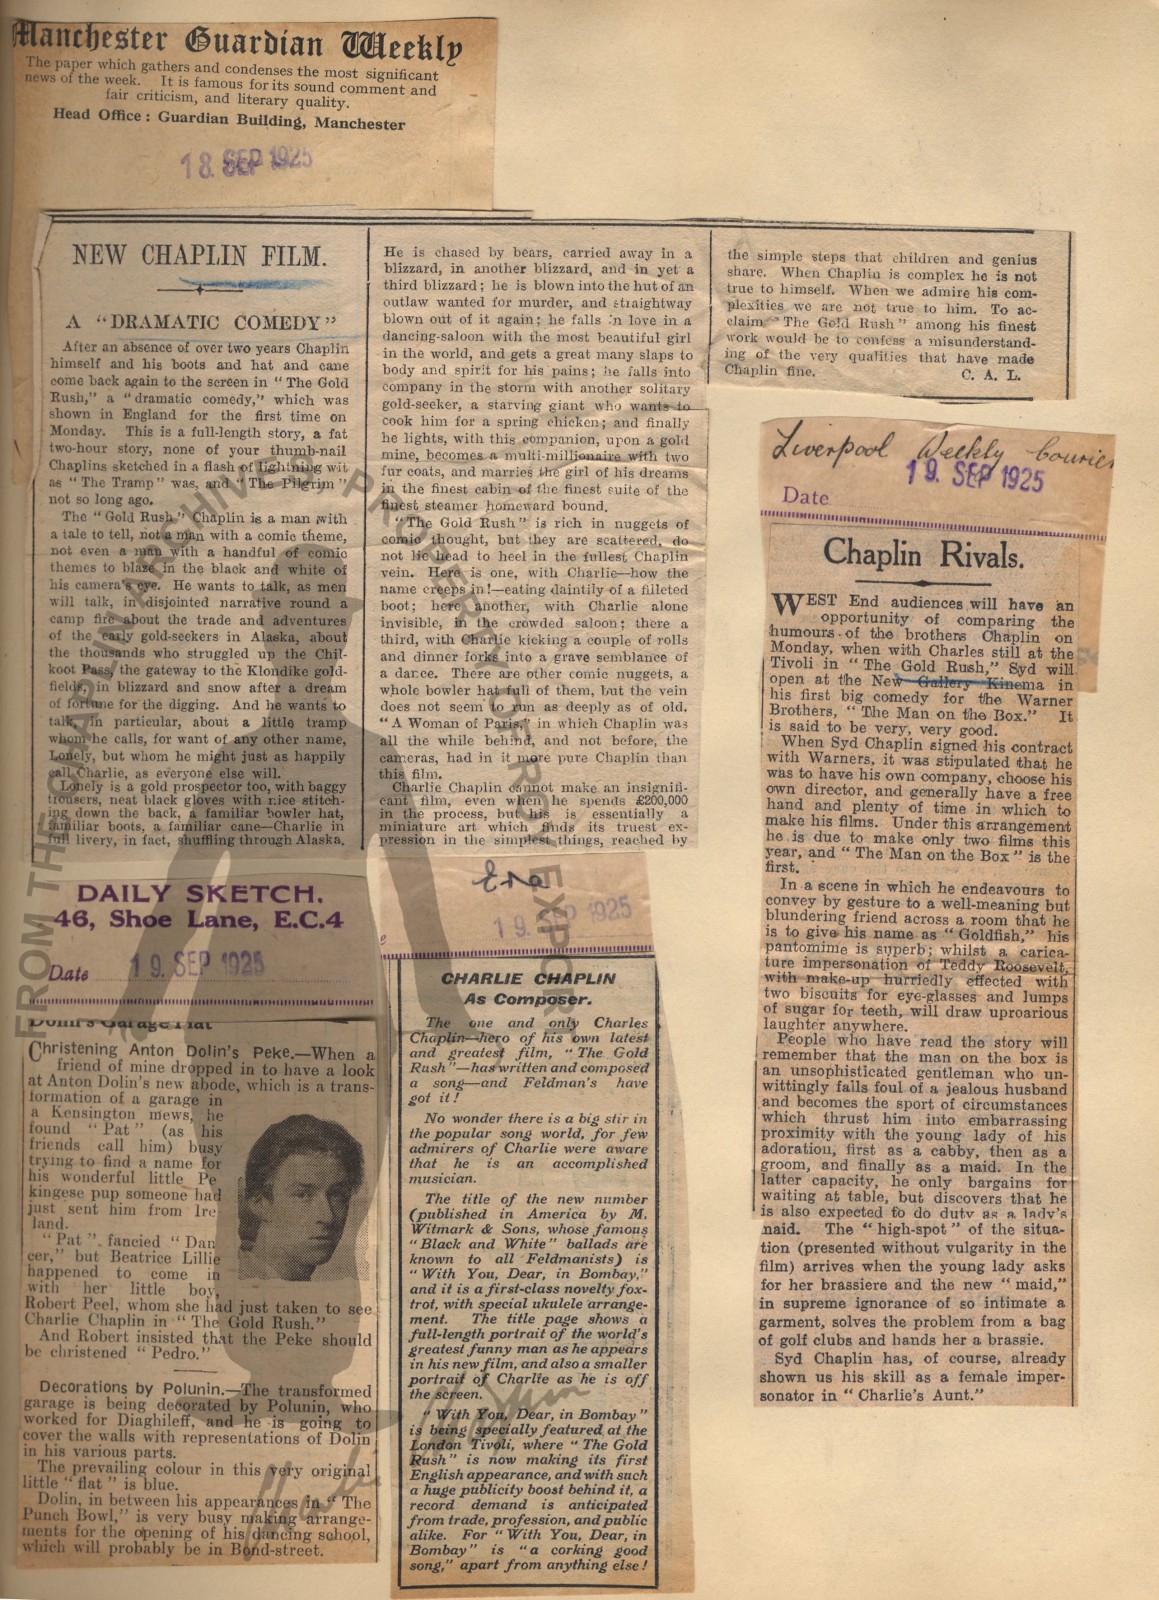 Manchester Guardian Weekly
The paper which gathers and condenses the most significant
news of the week. It is famous for its sound comment and
fair criticism, and literary quality.
Head Office: Guardian Building, Manchester
18 SEP 1925
NEW CHAPLIN FILM.
A "DRAMATIC COMEDY"
After an absence of over two years Chaplin
himself and his boots and hat and cane
come back again to the screen in "The Gold
Rush," a "dramatic comedy," which was
shown in England for the first time on
Monday. This is a full-length story, a fat
two-hour story, none of your thumb-nail
Chaplins sketched in a flash of lightning wit
as "The Tramp" was, and "The Pilgrim"
not so long ago.
The "Gold Rush" Chaplin is a man with
a tale to tell, not a man with a comic theme,
not even a man with a handful of comic
themes to blaze in the black and white of
his camera's eye. He wants to talk, as men
will talk, in disjointed narrative round a
camp fire about the trade and adventures
of the early gold-seekers in Alaska, about
the thousands who struggled up the Chil-
koot Pass, the gateway to the Klondike gold-
fields, in blizzard and snow after a dream
of fortune for the digging. And he wants to
talk, in particular, about a little tramp
whom he calls, for want of any other name,
Lonely, but whom he might just as happily
call Charlie, as everyone else will.
Lonely is a gold prospector too, with baggy
trousers, neat black gloves with nice stitch-
ing down the back, a familiar bowler hat,
familiar boots, a familiar cane—Charlie in
full livery, in fact, shuffling through Alaska.
He is chased by bears, carried away in a
blizzard, in another blizzard, and in yet a
third blizzard; he is blown into the hut of an
outlaw wanted for murder, and straightway
blown out of it again; he falls in love in a
dancing-saloon with the most beautiful girl
in the world, and gets a great many slaps to
body and spirit for his pains; he falls into
company in the storm with another solitary
gold-seeker, a starving giant who wants to
cook him for a spring chicken; and finally
he lights, with this companion, upon a gold
mine, becomes a multi-millionaire with two
fur coats, and marries the girl of his dreams
in the finest cabin of the finest suite of the
finest steamer homeward bound.
"The Gold Rush" is rich in nuggets of
comic thought, but they are scattered, do
not lie head to heel in the fullest Chaplin
vein. Here is one, with Charlie—how the
name creeps in!—eating daintily of a filleted
boot; here another, with Charlie alone
invisible, in the crowded saloon; there a
third, with Charlie kicking a couple of rolls
and dinner forks into a grave semblance of
a dance. There are other comic nuggets, a
whole bowler hat full of them, but the vein
does not seem to run as deeply as of old.
"A Woman of Paris," in which Chaplin was
all the while behind, and not before, the
cameras, had in it more pure Chaplin than
this film.
Charlie Chaplin cannot make an insignifi-
cant film, even when he spends £200,000
in the process, but his is essentially a
miniature art which finds its truest ex-
pression in the simplest things, reached by
the simple steps that children and genius
share. When Chaplin is complex he is not
true to himself. When we admire his com-
plexities we are not true to him. To ac-
claim "The Gold Rush" among his finest
work would be to confess a misunderstand-
ing of the very qualities that have made
Chaplin fine. C. A. L.
Liverpool Weekly Courier
19 SEP 1925
Date
Chaplin Rivals.
WEST End audiences will have an
opportunity of comparing the
humours of the brothers Chaplin on
Monday, when with Charles still at the
Tivoli in "The Gold Rush," Syd will
open at the New Gallery Kinema in
his first big comedy for the Warner
Brothers, "The Man on the Box." It
is said to be very, very good.
When Syd Chaplin signed his contract
with Warners, it was stipulated that he
was to have his own company, choose his
own director, and generally have a free
hand and plenty of time in which to
make his films. Under this arrangement
he is due to make only two films this
year, and "The Man on the Box" is the
first.
In a scene in which he endeavours to
convey by gesture to a well-meaning but
blundering friend across a room that he
is to give his name as "Goldfish," his
pantomime is superb; whilst a carica-
ture impersonation of Teddy Roosevelt,
with make-up hurriedly effected with
two biscuits for eye-glasses and lumps
of sugar for teeth, will draw uproarious
laughter anywhere.
People who have read the story will
remember that the man on the box is
an unsophisticated gentleman who un-
wittingly falls foul of a jealous husband
and becomes the sport of circumstances
which thrust him into embarrassing
proximity with the young lady of his
adoration, first as a cabby, then as a
groom, and finally as a maid. In the
latter capacity, he only bargains for
waiting at table, but discovers that he
is also expected to do duty as a lady's
maid. The "high-spot" of the situa-
tion (presented without vulgarity in the
film) arrives when the young lady asks
for her brassiere and the new "maid,"
in supreme ignorance of so intimate a
garment, solves the problem from a bag
of golf clubs and hands her a brassie.
Syd Chaplin has, of course, already
shown us his skill as a female imper-
sonator in "Charlie's Aunt."
DAILY SKETCH.
46, Shoe Lane, E.C.4
Date 19 SEP 1925
Dolin's Garage Flat
Christening Anton Dolin's Peke.—When a
friend of mine dropped in to have a look
at Anton Dolin's new abode, which is a trans-
formation of a garage in
a Kensington mews, he
found "Pat" (as his
friends call him) busy
trying to find a name for
his wonderful little Pe
kingese pup someone had
just sent him from Ire
land.
"Pat" fancied "Dan
cer," but Beatrice Lillie
happened to come in
with her little boy,
Robert Peel, whom she had just taken to see
Charlie Chaplin in "The Gold Rush."
And Robert insisted that the Peke should
be christened "Pedro."
Decorations by Polunin.—The transformed
garage is being decorated by Polunin, who
worked for Diaghileff, and he is going to
cover the walls with representations of Dolin
in his various parts.
The prevailing colour in this very original
little "flat" is blue.
Dolin, in between his appearances in "The
Punch Bowl," is very busy making arrange-
ments for the opening of his dancing school,
which will probably be in Bond-street.
Era
19 SEP 1925
CHARLIE CHAPLIN
As Composer.
The one and only Charles
Chaplin—hero of his own latest
and greatest film, "The Gold
Rush"—has written and composed
a song—and Feldman's have
got it!
No wonder there is a big stir in
the popular song world, for few
admirers of Charlie were aware
that he is an accomplished
musician.
The title of the new number
(published in America by M.
Witmark & Sons, whose famous
"Black and White" ballads are
known to all Feldmanists) is
"With You, Dear, in Bombay,"
and it is a first-class novelty fox-
trot, with special ukulele arrange-
ment. The title page shows a
full-length portrait of the world's
greatest funny man as he appears
in his new film, and also a smaller
portrait of Charlie as he is off
the screen.
"With You, Dear, in Bombay"
is being specially featured at the
London Tivoli, where "The Gold
Rush" is now making its first
English appearance, and with such
a huge publicity boost behind it, a
record demand is anticipated
from trade, profession, and public
alike. For "With You, Dear, in
Bombay" is "a corking good
song," apart from anything else!
FROM THE CHAPLIN ARCHIVES, PROPERTY OF ROY EXPORT
Charlie Chaplin